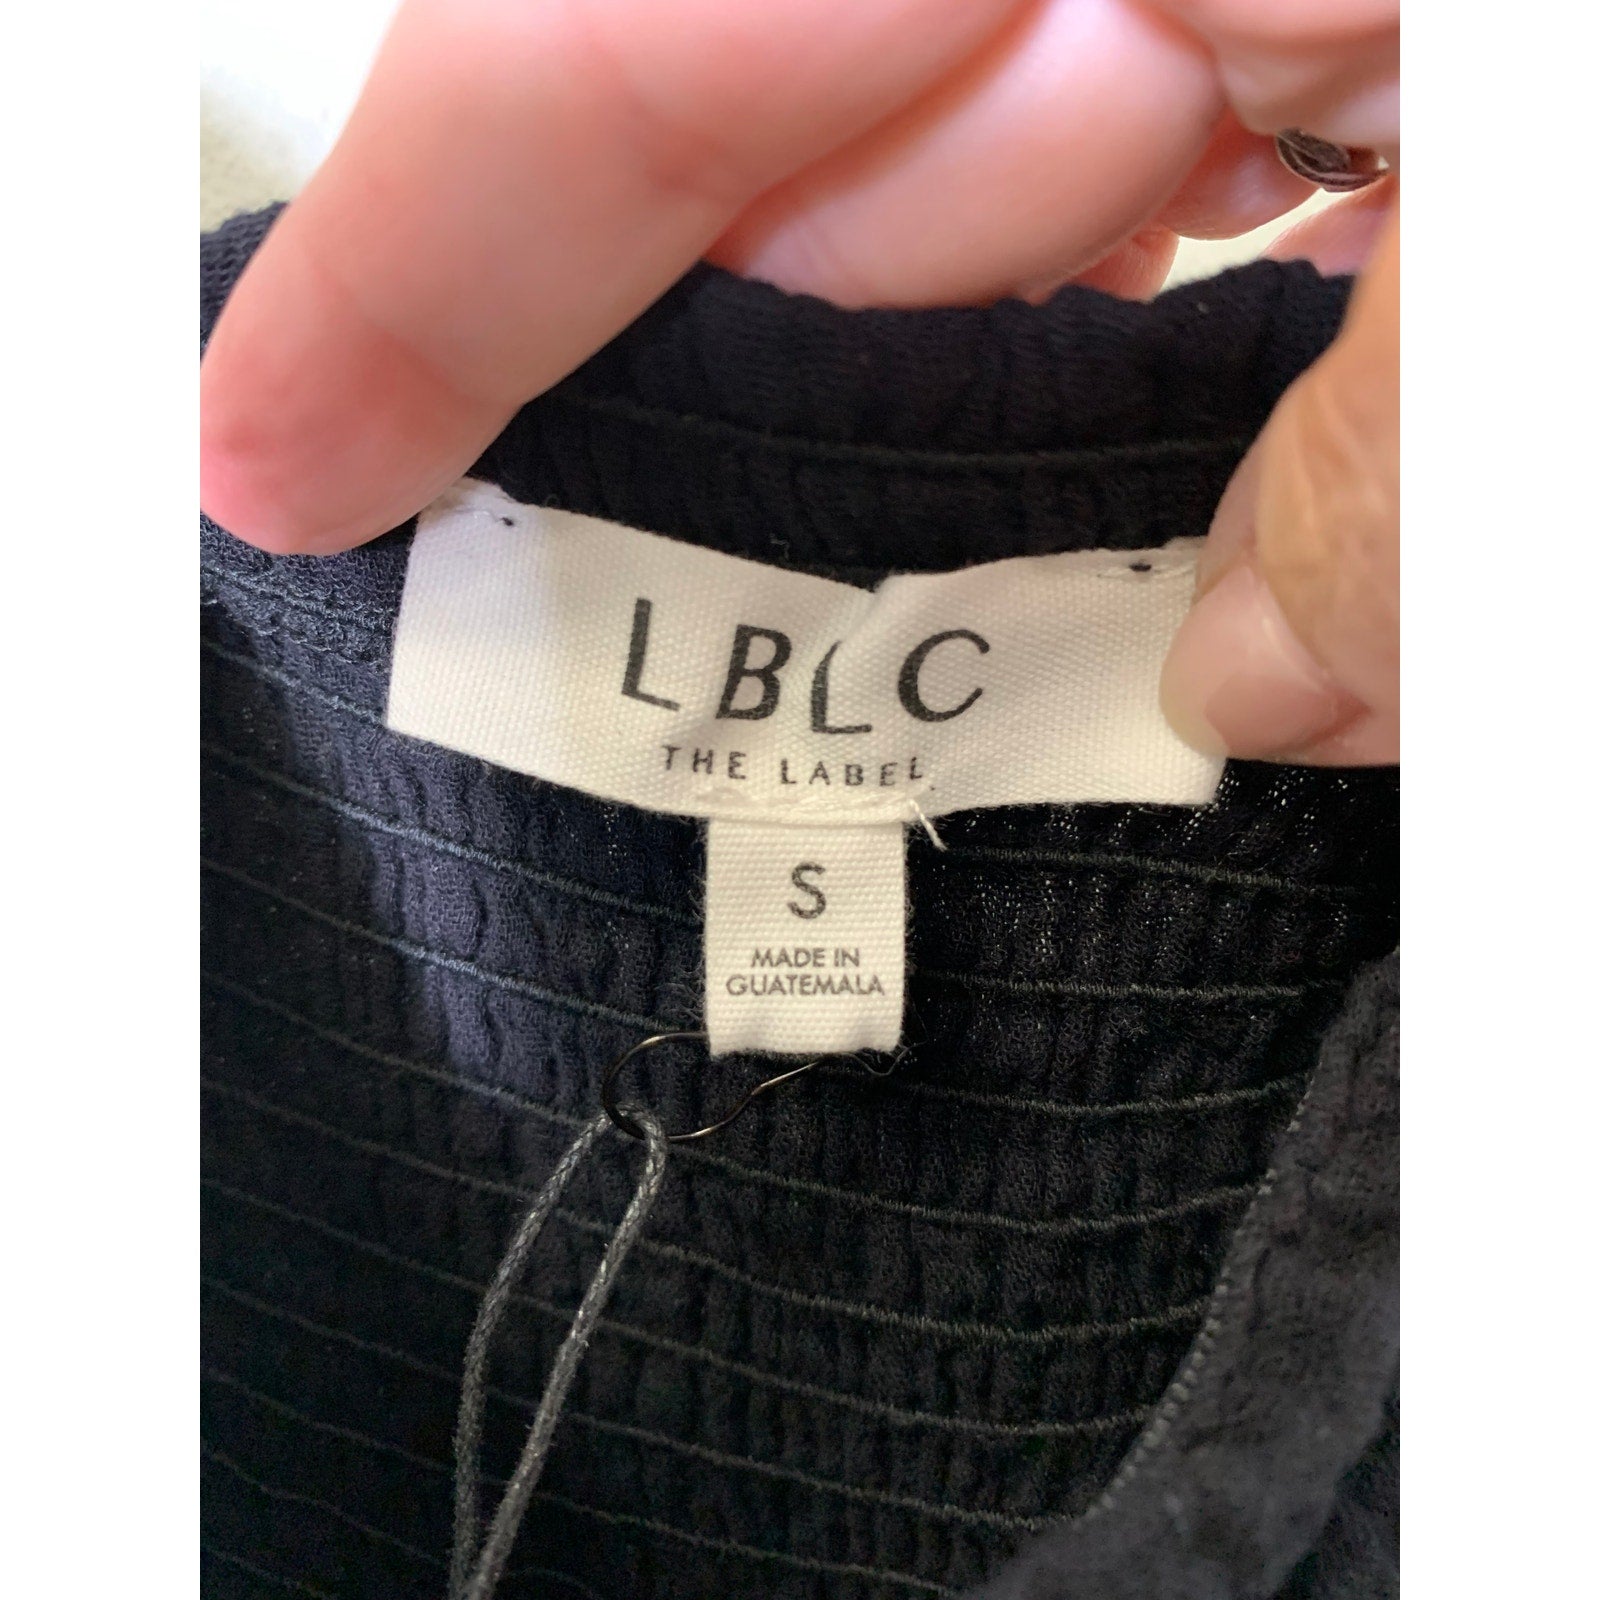 LBLC
THE LABEL
S
MADE IN
GUATEMALA